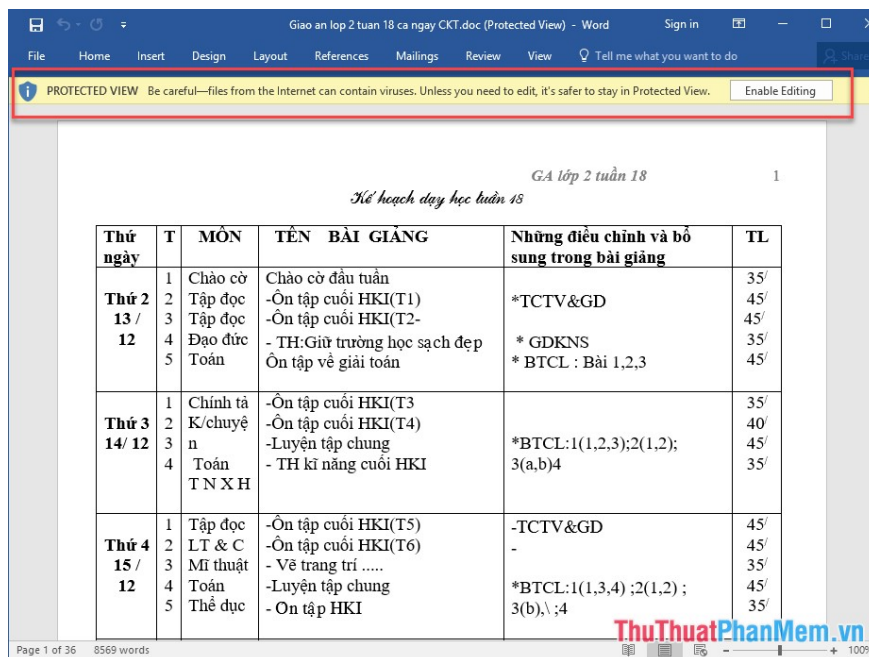 Giao an lop 2 tuan 18 ca ngay CKT.doc (Protected View) - Word Sign in
File Home Insert Design Layout References Mailings Review View Tell me what you want to do Share
PROTECTED VIEW Be careful—files from the Internet can contain viruses. Unless you need to edit, it's safer to stay in Protected View. Enable Editing
GA lớp 2 tuần 18 1
Kế hoạch dạy học tuần 18
Thứ T MÔN TÊN BÀI GIẢNG Những điều chỉnh và bổ TL
ngày sung trong bài giảng
1 Chào cờ Chào cờ đầu tuần 35/
Thứ 2 2 Tập đọc -Ôn tập cuối HKI(T1) *TCTV&GD 45/
13 / 3 Tập đọc -Ôn tập cuối HKI(T2- 45/
12 4 Đạo đức - TH:Giữ trường học sạch đẹp * GDKNS 35/
5 Toán Ôn tập về giải toán * BTCL : Bài 1,2,3 45/
1 Chính tả -Ôn tập cuối HKI(T3 35/
Thứ 3 2 K/chuyệ -Ôn tập cuối HKI(T4) 40/
14/ 12 3 n -Luyện tập chung *BTCL:1(1,2,3);2(1,2); 45/
4 Toán - TH kĩ năng cuối HKI 3(a,b)4 35/
T N X H
1 Tập đọc -Ôn tập cuối HKI(T5) -TCTV&GD 45/
Thứ 4 2 LT & C -Ôn tập cuối HKI(T6) - 45/
15 / 3 Mĩ thuật - Vẽ trang trí ..... 35/
12 4 Toán -Luyện tập chung *BTCL:1(1,3,4) ;2(1,2) ; 45/
5 Thể dục - Ôn tập HKI 3(b),\ ;4 35/
ThuThuatPhanMem.vn
Page 1 of 36 8569 words 100%